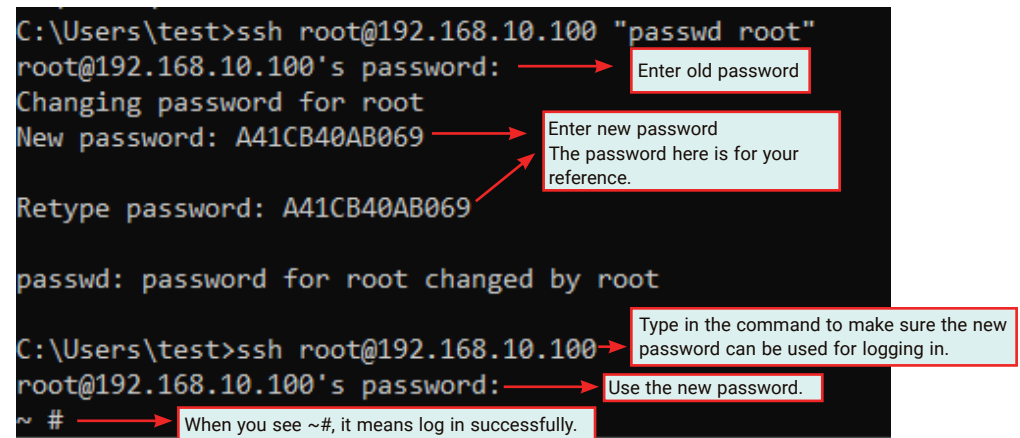 C:\Users\test>ssh root@192.168.10.100 "passwd root"
root@192.168.10.100's password:
Enter old password
Changing password for root
New password: A41CB40AB069
Enter new password
The password here is for your
reference.
Retype password: A41CB40AB069
passwd: password for root changed by root
C:\Users\test>ssh root@192.168.10.100
Type in the command to make sure the new
password can be used for logging in.
root@192.168.10.100's password:
Use the new password.
~ #
When you see ~#, it means log in successfully.